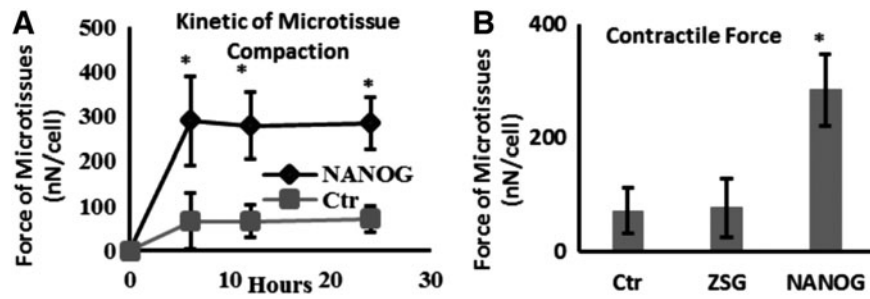 A
Kinetic of Microtissue
Compaction
Force of Microtissues
(nN/cell)
500
400
300
200
100
0
*
*
*
NANOG
Ctr
0
10
20
30
Hours
B
Contractile Force
Force of Microtissues
(nN/cell)
400
200
0
*
Ctr
ZSG
NANOG